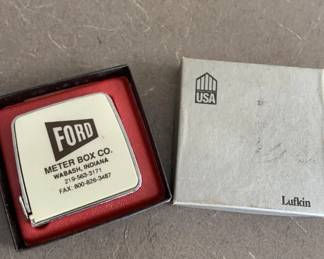 FORD
METER BOX CO.
WABASH, INDIANA
219-563-3171
FAX: 800-826-3487
USA
Lufkin